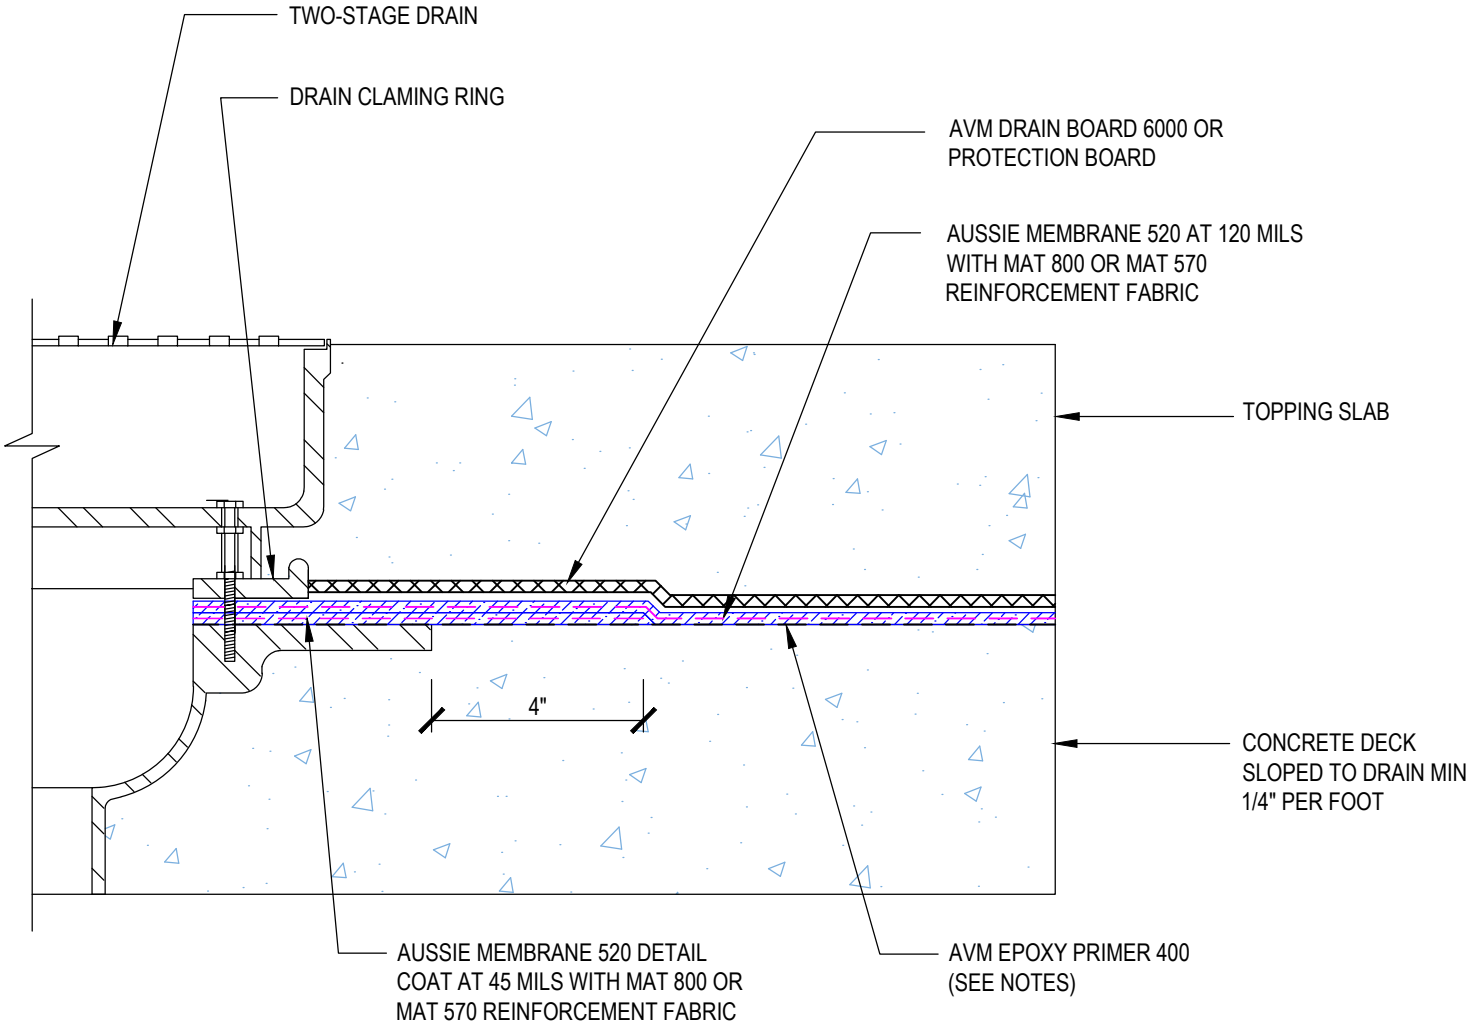 TWO-STAGE DRAIN
DRAIN CLAMING RING
AVM DRAIN BOARD 6000 OR
PROTECTION BOARD
AUSSIE MEMBRANE 520 AT 120 MILS
WITH MAT 800 OR MAT 570
REINFORCEMENT FABRIC
TOPPING SLAB
4"
CONCRETE DECK
SLOPED TO DRAIN MIN
1/4" PER FOOT
AUSSIE MEMBRANE 520 DETAIL
COAT AT 45 MILS WITH MAT 800 OR
MAT 570 REINFORCEMENT FABRIC
AVM EPOXY PRIMER 400
(SEE NOTES)